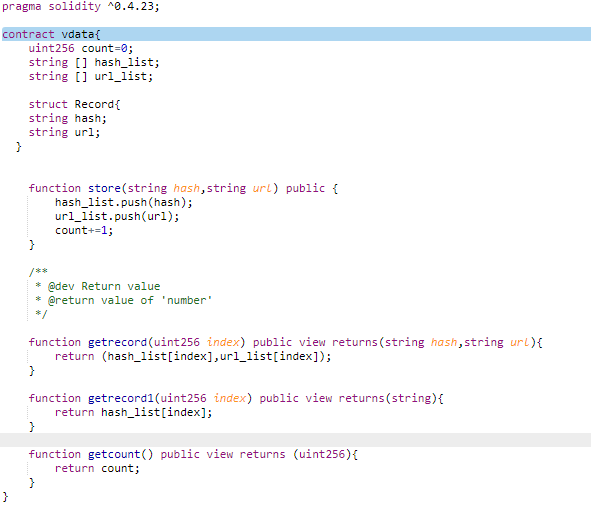 pragma solidity ^0.4.23;
contract vdata{
uint256 count=0;
string [] hash_list;
string [] url_list;
struct Record{
string hash;
string url;
}
function store(string hash,string url) public {
hash_list.push(hash);
url_list.push(url);
count+=1;
}
/**
* @dev Return value
* @return value of 'number'
*/
function getrecord(uint256 index) public view returns(string hash,string url){
return (hash_list[index],url_list[index]);
}
function getrecord1(uint256 index) public view returns(string){
return hash_list[index];
}
function getcount() public view returns (uint256){
return count;
}
}